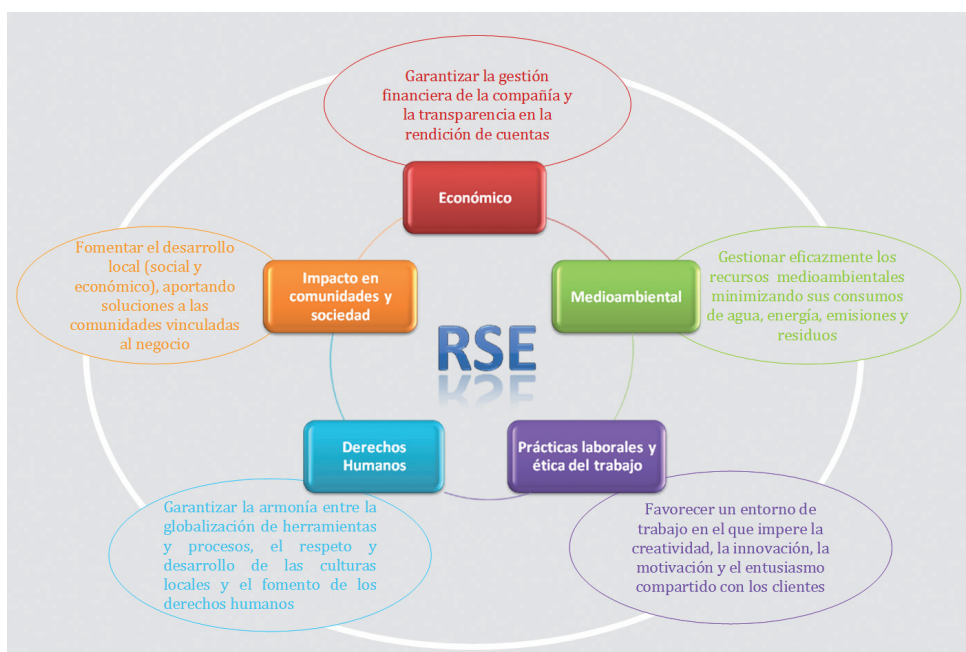 Garantizar la gestión
financiera de la compañía y
la transparencia en la
rendición de cuentas
Económico
Fomentar el desarrollo
local (social y
económico), aportando
soluciones a las
comunidades vinculadas
al negocio
Impacto en
comunidades y
sociedad
Medioambiental
Gestionar eficazmente los
recursos medioambientales
minimizando sus consumos
de agua, energía, emisiones y
residuos
RSE
Derechos
Humanos
Prácticas laborales y
ética del trabajo
Garantizar la armonía entre la
globalización de herramientas
y procesos, el respeto y
desarrollo de las culturas
locales y el fomento de los
derechos humanos
Favorecer un entorno de
trabajo en el que impere la
creatividad, la innovación, la
motivación y el entusiasmo
compartido con los clientes